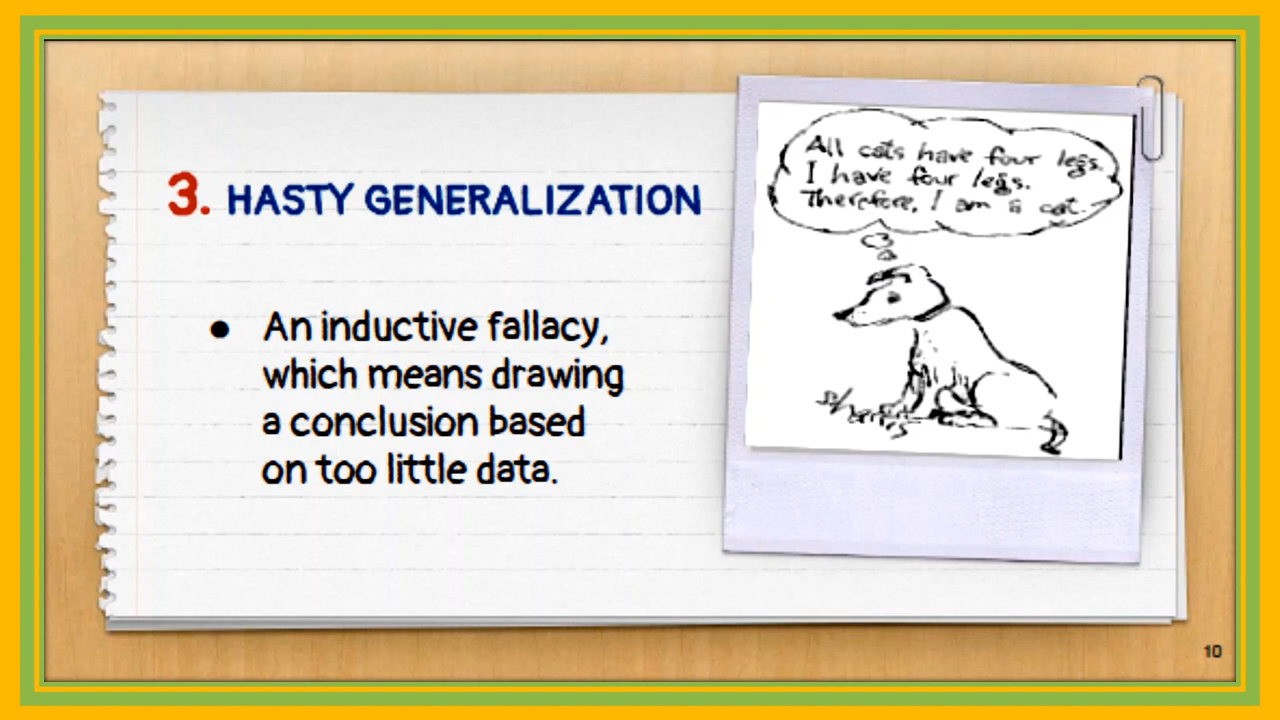 3. HASTY GENERALIZATION
● An inductive fallacy,
which means drawing
a conclusion based
on too little data.
All cats have four legs.
I have four legs.
Therefore, I am a cat.
s/harris
10